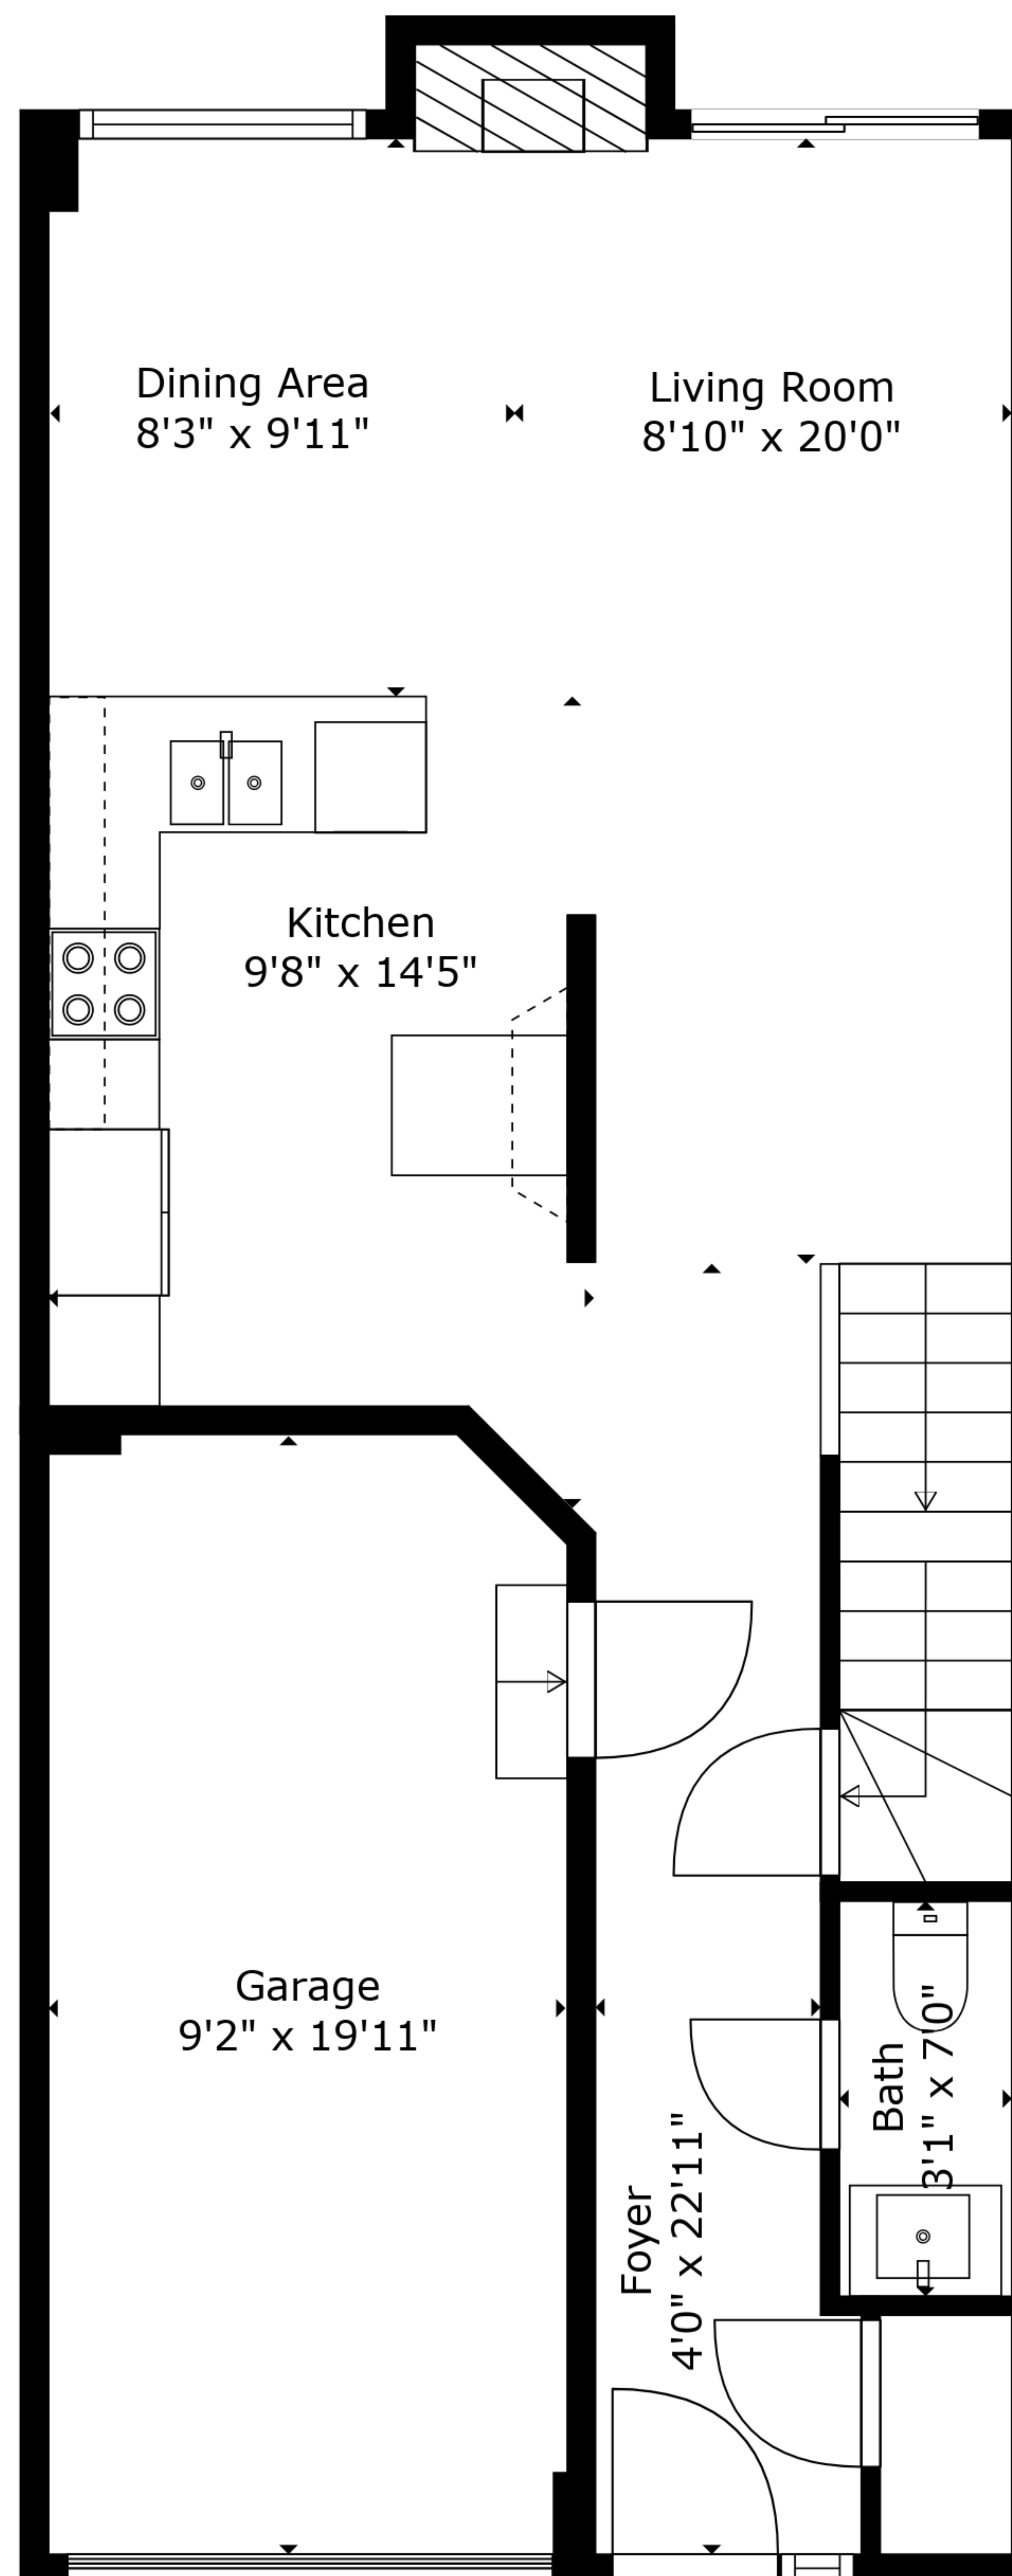 Dining Area
8'3" x 9'11"
Living Room
8'10" x 20'0"
Kitchen
9'8" x 14'5"
Garage
9'2" x 19'11"
Bath
3'1" x 7'0"
Foyer
4'0" x 22'11"